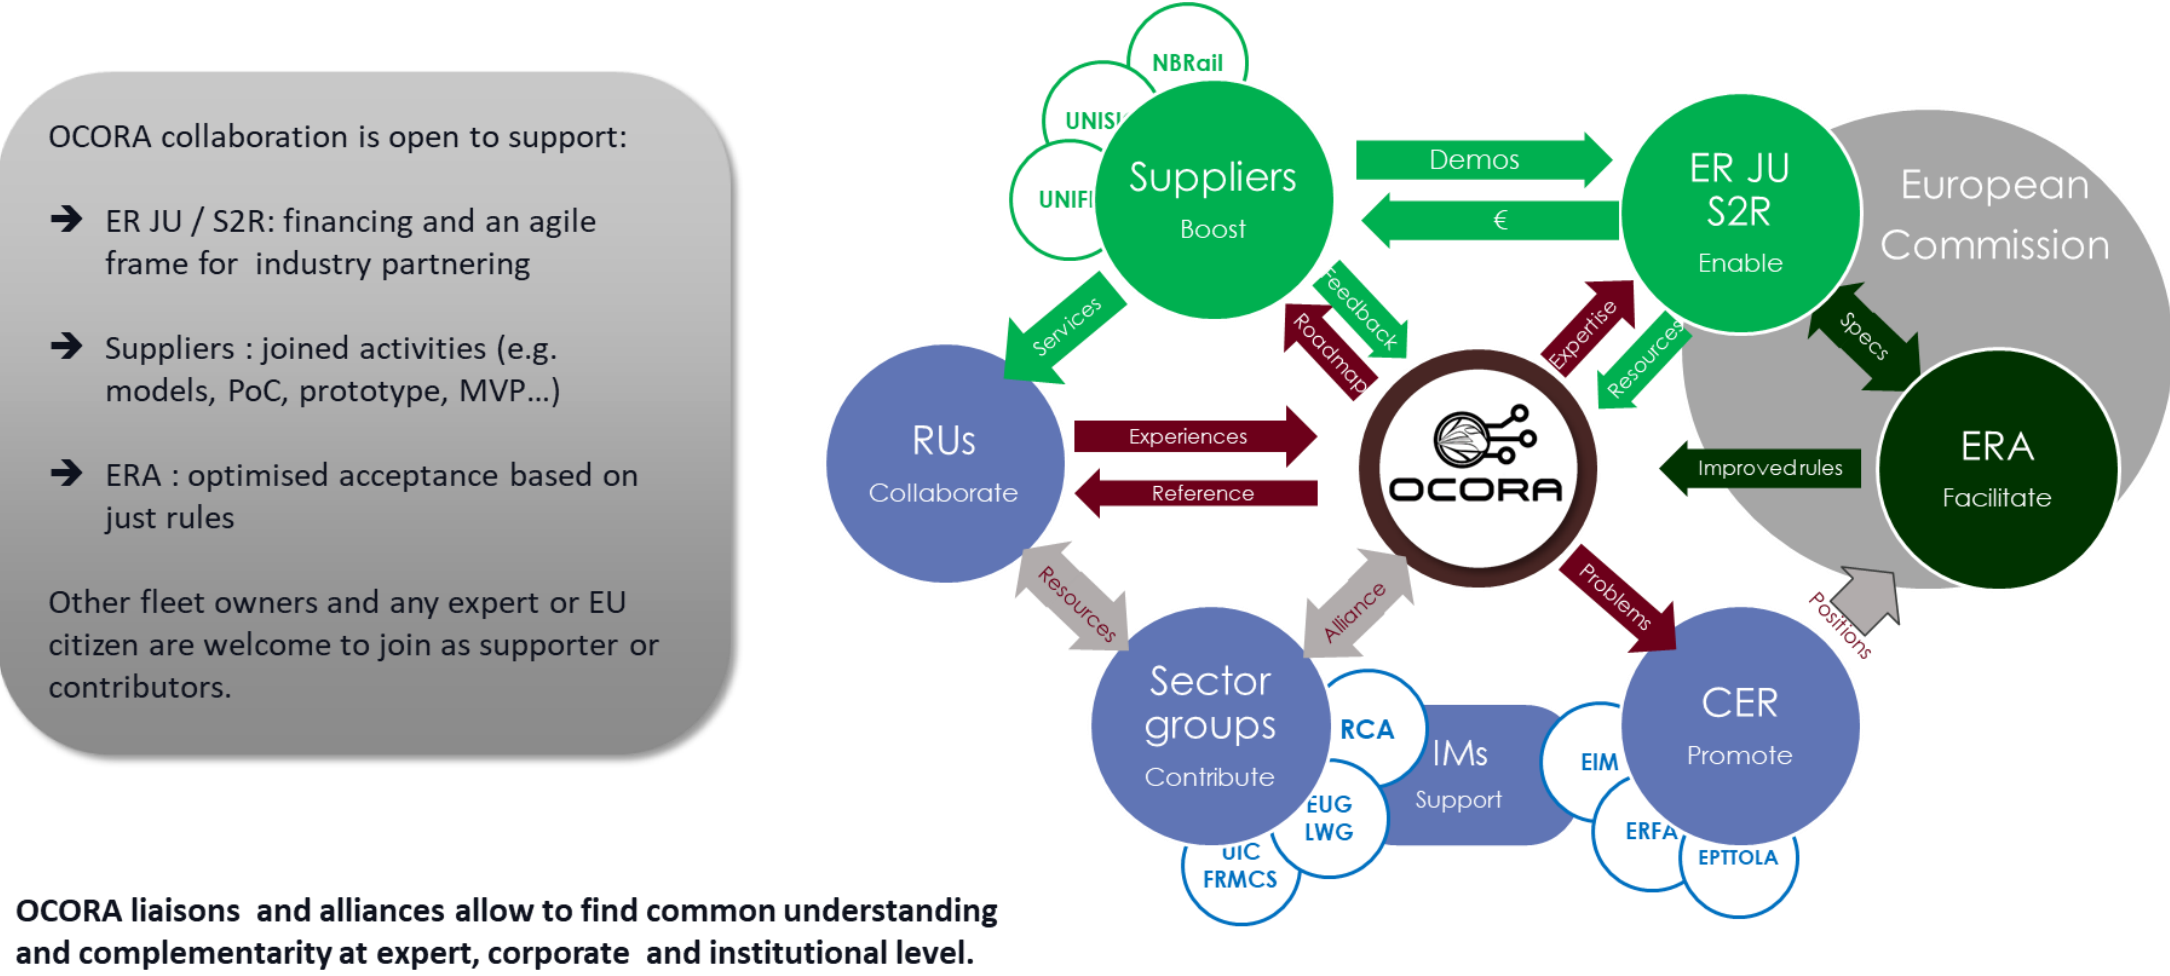 OCORA collaboration is open to support:
➔ ER JU / S2R: financing and an agile
frame for industry partnering
➔ Suppliers : joined activities (e.g.
models, PoC, prototype, MVP...)
➔ ERA : optimised acceptance based on
just rules
Other fleet owners and any expert or EU
citizen are welcome to join as supporter or
contributors.
OCORA liaisons and alliances allow to find common understanding
and complementarity at expert, corporate and institutional level.
NBRail
UNIFI
Suppliers
Boost
Demos
€
ER JU
S2R
Enable
European
Commission
Services
Feedback
Roadmap
Expertise
Resources
Specs
RUs
Collaborate
Experiences
Reference
OCORA
Improved rules
ERA
Facilitate
Resources
Alliance
Problems
Positions
Sector
groups
Contribute
RCA
EUG
LWG
UIC
FRMCS
IMs
Support
EIM
ERFA
EPTTOLA
CER
Promote